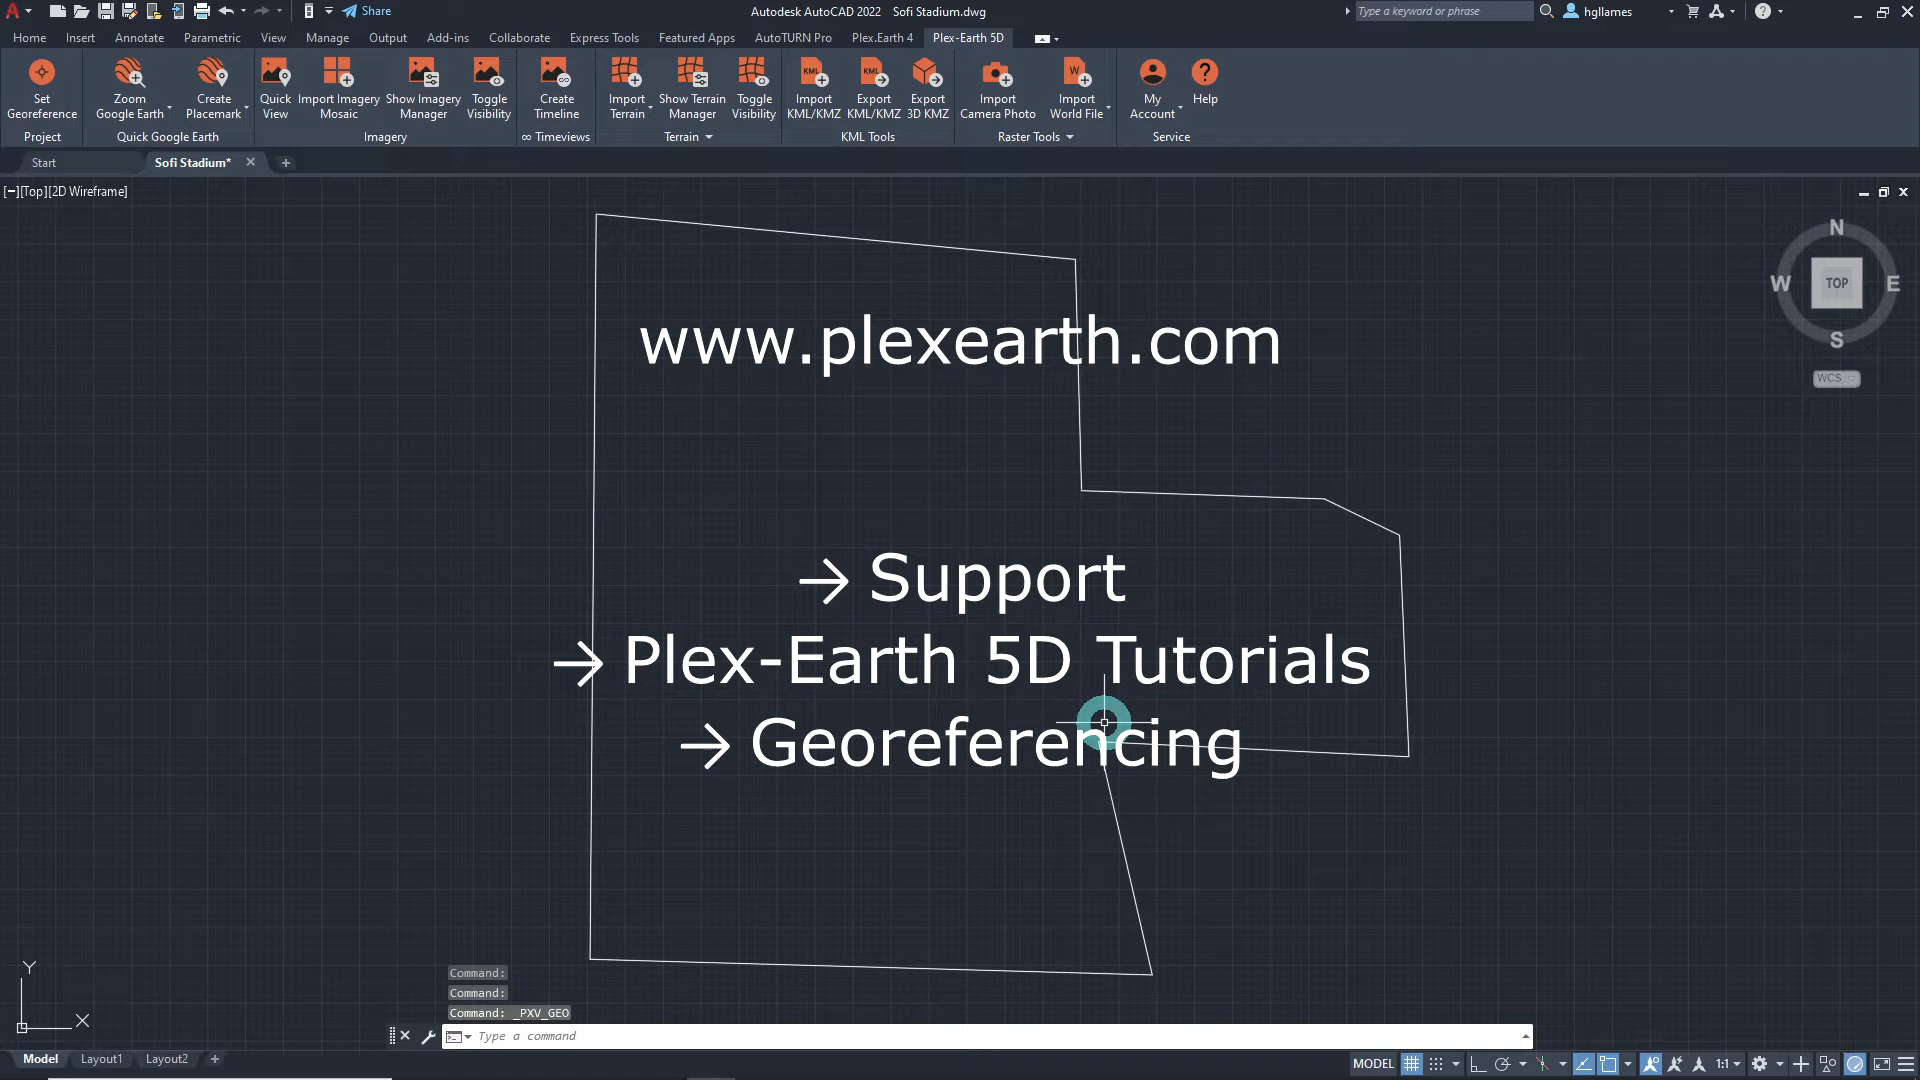 Share
Autodesk AutoCAD 2022 Sofi Stadium.dwg
Type a keyword or phrase
hgllames
Home Insert Annotate Parametric View Manage Output Add-ins Collaborate Express Tools Featured Apps AutoTURN Pro Plex.Earth 4 Plex-Earth 5D
Set Georeference
Zoom Google Earth
Create Placemark
Quick View
Import Imagery Mosaic
Show Imagery Manager
Toggle Visibility
Create Timeline
Import Terrain
Show Terrain Manager
Toggle Visibility
Import KML/KMZ
Export KML/KMZ
Export 3D KMZ
Import Camera Photo
Import World File
My Account
Help
Project Quick Google Earth Imagery ∞ Timeviews Terrain KML Tools Raster Tools Service
Start Sofi Stadium*
[−][Top][2D Wireframe]
N
W TOP E
S
WCS
www.plexearth.com
→ Support
→ Plex-Earth 5D Tutorials
→ Georeferencing
Y
X
Command:
Command:
Command: _PXV_GEO
Type a command
Model Layout1 Layout2
MODEL 1:1